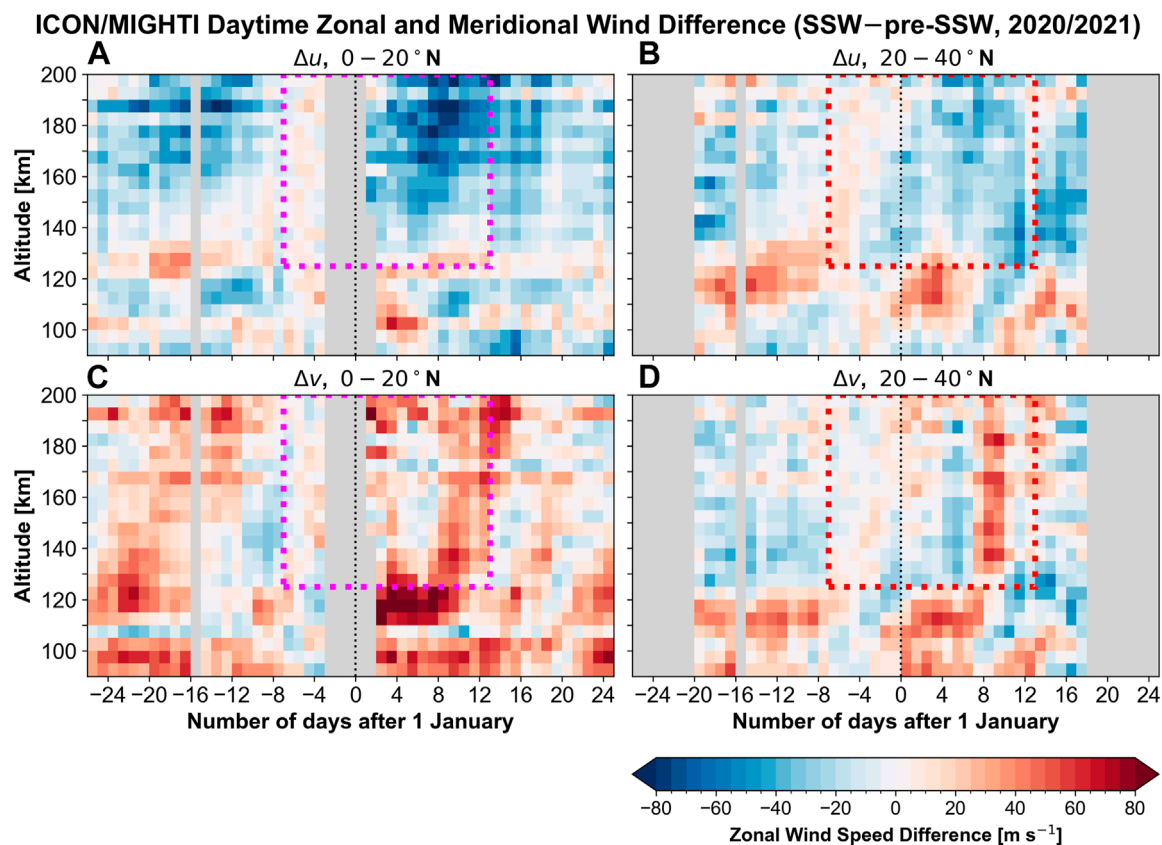 ICON/MIGHTI Daytime Zonal and Meridional Wind Difference (SSW−pre-SSW, 2020/2021)
A Δu, 0 − 20°N
B Δu, 20 − 40°N
200
180
160
140
120
100
Altitude [km]
C Δv, 0 − 20°N
D Δv, 20 − 40°N
200
180
160
140
120
100
Altitude [km]
−24 −20 −16 −12 −8 −4 0 4 8 12 16 20 24
−24 −20 −16 −12 −8 −4 0 4 8 12 16 20 24
Number of days after 1 January
Number of days after 1 January
−80 −60 −40 −20 0 20 40 60 80
Zonal Wind Speed Difference [m s⁻¹]